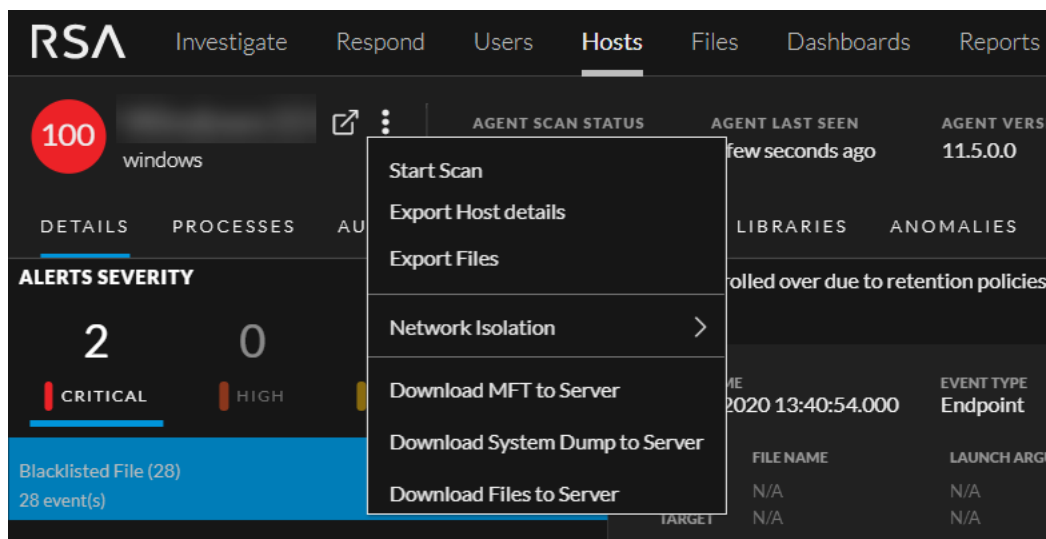 RSA Investigate Respond Users Hosts Files Dashboards Reports
100
windows
AGENT SCAN STATUS AGENT LAST SEEN AGENT VERS
few seconds ago 11.5.0.0
Start Scan
Export Host details
Export Files
Network Isolation
Download MFT to Server
Download System Dump to Server
Download Files to Server
DETAILS PROCESSES AU LIBRARIES ANOMALIES
ALERTS SEVERITY
rolled over due to retention policies
2 0
CRITICAL HIGH
EVENT TYPE
2020 13:40:54.000 Endpoint
Blacklisted File (28)
28 event(s)
FILE NAME LAUNCH ARGU
N/A N/A
TARGET N/A N/A